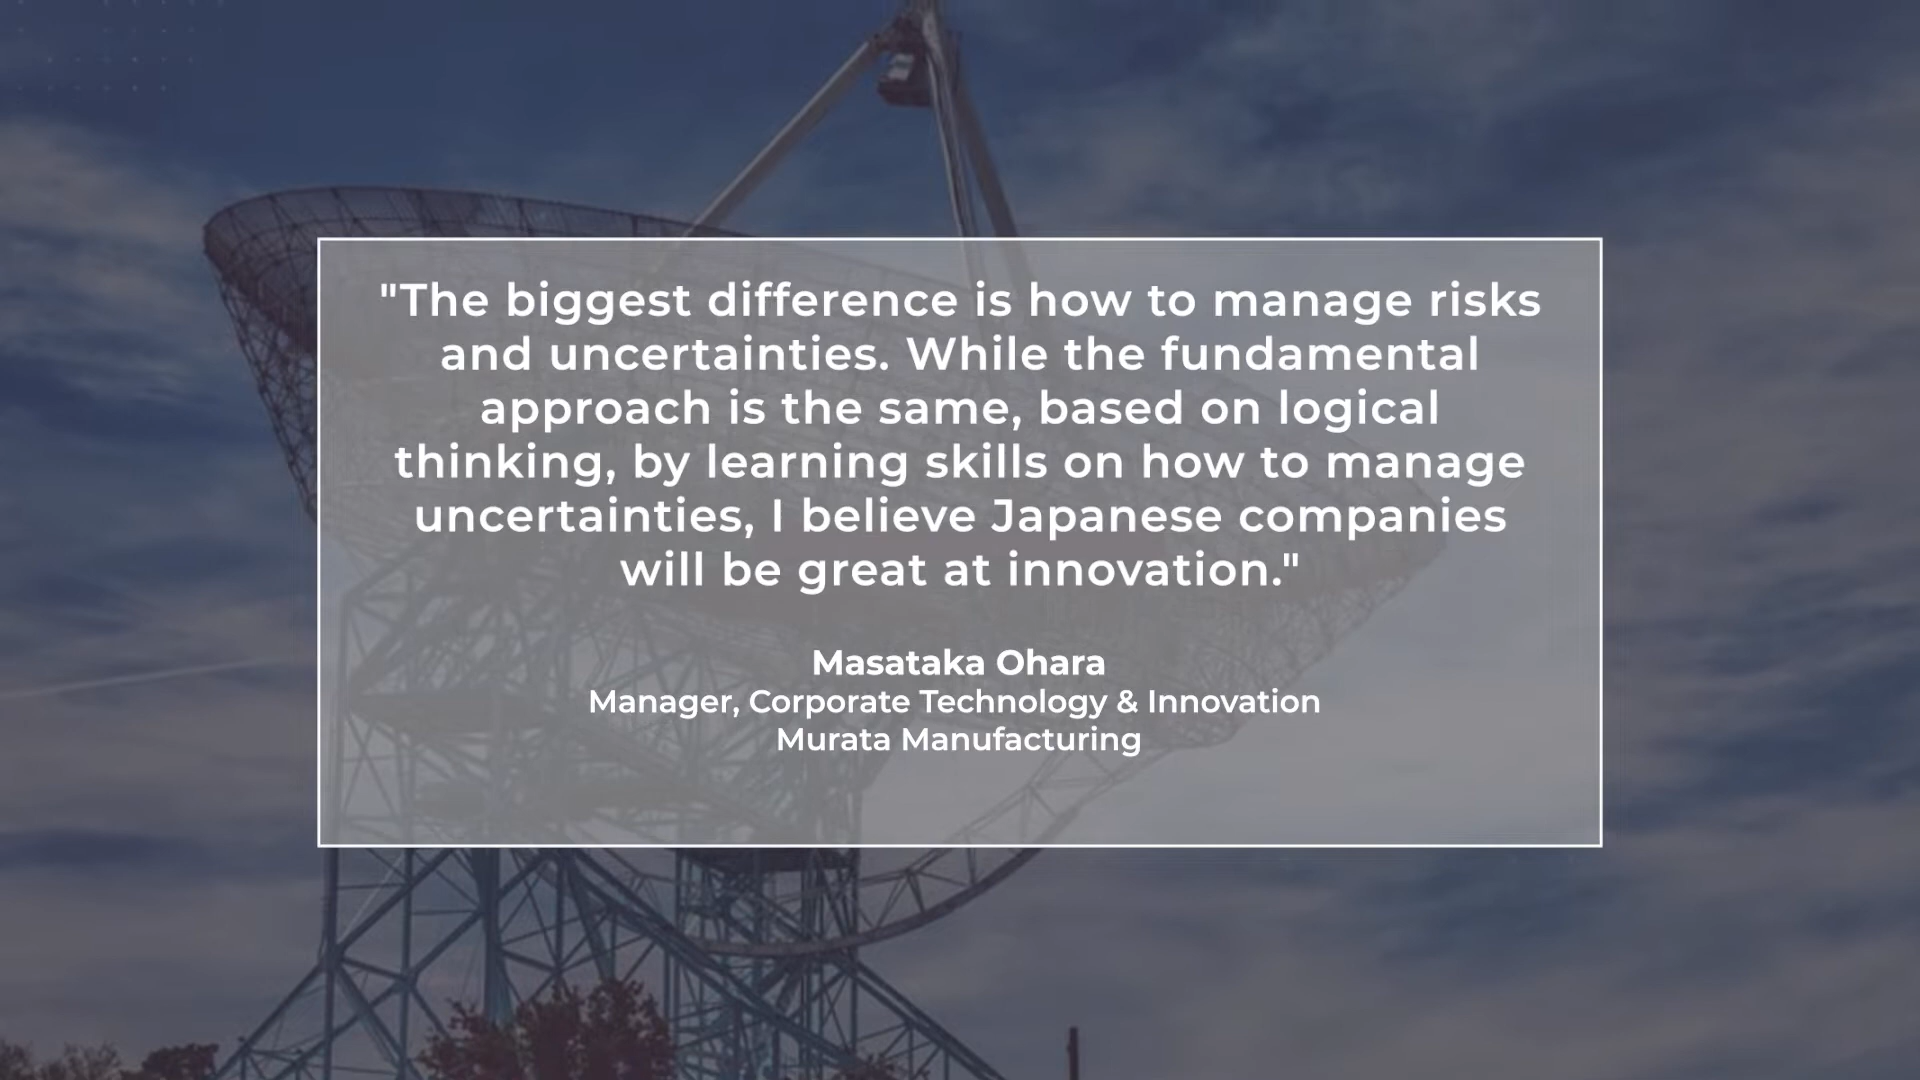 "The biggest difference is how to manage risks
and uncertainties. While the fundamental
approach is the same, based on logical
thinking, by learning skills on how to manage
uncertainties, I believe Japanese companies
will be great at innovation."
Masataka Ohara
Manager, Corporate Technology & Innovation
Murata Manufacturing